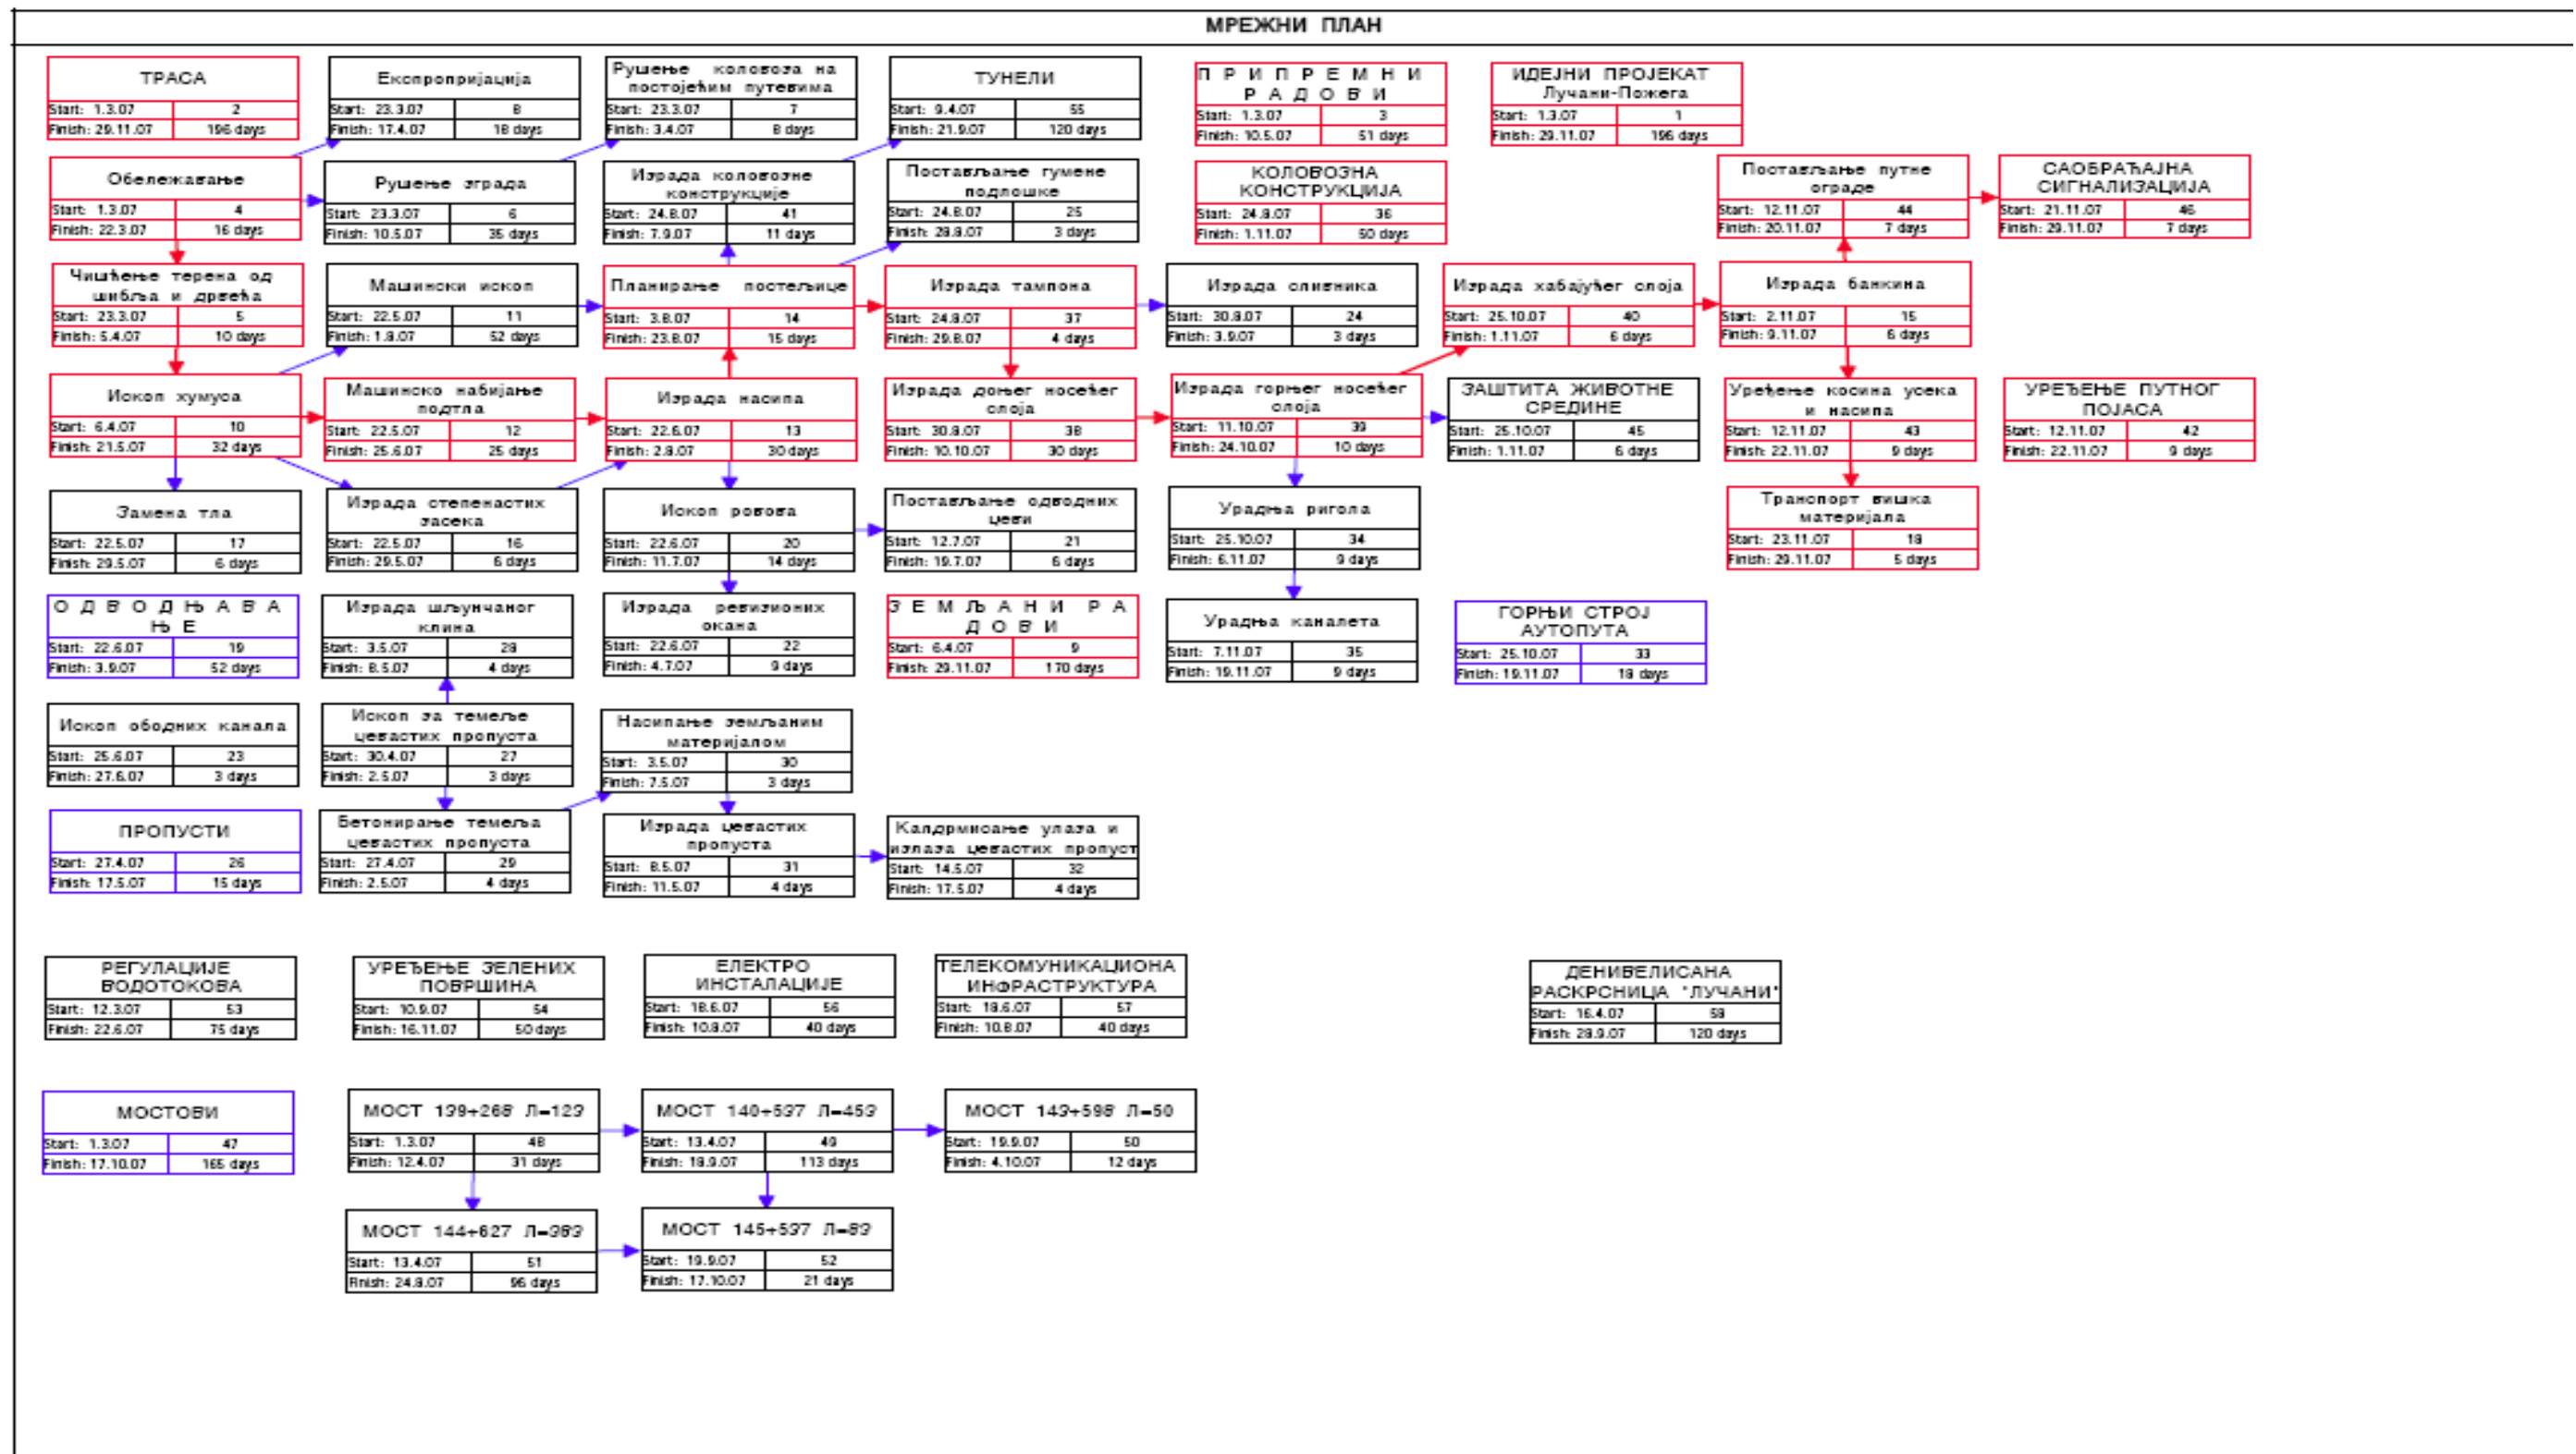 МРЕЖНИ ПЛАН
ТРАСА
Start: 1.3.07 2
Finish: 29.11.07 196 days
Експропријација
Start: 23.3.07 8
Finish: 17.4.07 18 days
Рушење коловоза на
постојећим путевима
Start: 23.3.07 7
Finish: 3.4.07 8 days
ТУНЕЛИ
Start: 9.4.07 55
Finish: 21.9.07 120 days
П Р И П Р Е М Н И
Р А Д О В И
Start: 1.3.07 3
Finish: 10.5.07 51 days
ИДЕЈНИ ПРОЈЕКАТ
Лучани-Пожега
Start: 1.3.07 1
Finish: 29.11.07 196 days
Обележавање
Start: 1.3.07 4
Finish: 22.3.07 16 days
Рушење зграда
Start: 23.3.07 6
Finish: 10.5.07 35 days
Израда коловозне
конструкције
Start: 24.8.07 41
Finish: 7.9.07 11 days
Постављање гумене
подлошке
Start: 24.8.07 25
Finish: 28.8.07 3 days
КОЛОВОЗНА
КОНСТРУКЦИЈА
Start: 24.8.07 36
Finish: 1.11.07 50 days
Постављање путне
ограде
Start: 12.11.07 44
Finish: 20.11.07 7 days
САОБРАЋАЈНА
СИГНАЛИЗАЦИЈА
Start: 21.11.07 46
Finish: 29.11.07 7 days
Чишћење терена од
шибља и дрвећа
Start: 23.3.07 5
Finish: 5.4.07 10 days
Машински ископ
Start: 22.5.07 11
Finish: 1.8.07 52 days
Планирање постељице
Start: 3.8.07 14
Finish: 23.8.07 15 days
Израда тампона
Start: 24.8.07 37
Finish: 29.8.07 4 days
Израда сливника
Start: 30.8.07 24
Finish: 3.9.07 3 days
Израда хабајућег слоја
Start: 25.10.07 40
Finish: 1.11.07 6 days
Израда банкина
Start: 2.11.07 15
Finish: 9.11.07 6 days
Ископ хумуса
Start: 6.4.07 10
Finish: 21.5.07 32 days
Машинско набијање
подтла
Start: 22.5.07 12
Finish: 25.6.07 25 days
Израда насипа
Start: 22.6.07 13
Finish: 2.8.07 30 days
Израда доњег носећег
слоја
Start: 30.8.07 38
Finish: 10.10.07 30 days
Израда горњег носећег
слоја
Start: 11.10.07 39
Finish: 24.10.07 10 days
ЗАШТИТА ЖИВОТНЕ
СРЕДИНЕ
Start: 25.10.07 45
Finish: 1.11.07 6 days
Уређење косина усека
и насипа
Start: 12.11.07 43
Finish: 22.11.07 9 days
УРЕЂЕЊЕ ПУТНОГ
ПОЈАСА
Start: 12.11.07 42
Finish: 22.11.07 9 days
Замена тла
Start: 22.5.07 17
Finish: 29.5.07 6 days
Израда степенастих
засека
Start: 22.5.07 16
Finish: 29.5.07 6 days
Ископ ровова
Start: 22.6.07 20
Finish: 11.7.07 14 days
Постављање одводних
цеви
Start: 12.7.07 21
Finish: 19.7.07 6 days
Урадња ригола
Start: 25.10.07 34
Finish: 6.11.07 9 days
Транспорт вишка
материјала
Start: 23.11.07 18
Finish: 29.11.07 5 days
О Д В О Д Њ А В А
Њ Е
Start: 22.6.07 19
Finish: 3.9.07 52 days
Израда шљунчаног
клина
Start: 3.5.07 28
Finish: 8.5.07 4 days
Израда ревизионих
окана
Start: 22.6.07 22
Finish: 4.7.07 9 days
З Е М Љ А Н И Р А
Д О В И
Start: 6.4.07 9
Finish: 29.11.07 170 days
Урадња каналета
Start: 7.11.07 35
Finish: 19.11.07 9 days
ГОРЊИ СТРОЈ
АУТОПУТА
Start: 25.10.07 33
Finish: 19.11.07 18 days
Ископ ободних канала
Start: 25.6.07 23
Finish: 27.6.07 3 days
Ископ за темеље
цевастих пропуста
Start: 30.4.07 27
Finish: 2.5.07 3 days
Насипање земљаним
материјалом
Start: 3.5.07 30
Finish: 7.5.07 3 days
ПРОПУСТИ
Start: 27.4.07 26
Finish: 17.5.07 15 days
Бетонирање темеља
цевастих пропуста
Start: 27.4.07 29
Finish: 2.5.07 4 days
Израда цевастих
пропуста
Start: 8.5.07 31
Finish: 11.5.07 4 days
Калдрмисање улаза и
излаза цевастих пропуст
Start: 14.5.07 32
Finish: 17.5.07 4 days
РЕГУЛАЦИЈЕ
ВОДОТОКОВА
Start: 12.3.07 53
Finish: 22.6.07 75 days
УРЕЂЕЊЕ ЗЕЛЕНИХ
ПОВРШИНА
Start: 10.9.07 54
Finish: 16.11.07 50 days
ЕЛЕКТРО
ИНСТАЛАЦИЈЕ
Start: 18.6.07 56
Finish: 10.8.07 40 days
ТЕЛЕКОМУНИКАЦИОНА
ИНФРАСТРУКТУРА
Start: 18.6.07 57
Finish: 10.8.07 40 days
ДЕНИВЕЛИСАНА
РАСКРСНИЦА "ЛУЧАНИ"
Start: 16.4.07 58
Finish: 28.9.07 120 days
МОСТОВИ
Start: 1.3.07 47
Finish: 17.10.07 165 days
МОСТ 139+268 Л=123
Start: 1.3.07 48
Finish: 12.4.07 31 days
МОСТ 140+537 Л=453
Start: 13.4.07 49
Finish: 18.9.07 113 days
МОСТ 143+598 Л=50
Start: 19.9.07 50
Finish: 4.10.07 12 days
МОСТ 144+627 Л=383
Start: 13.4.07 51
Finish: 24.8.07 96 days
МОСТ 145+537 Л=83
Start: 19.9.07 52
Finish: 17.10.07 21 days